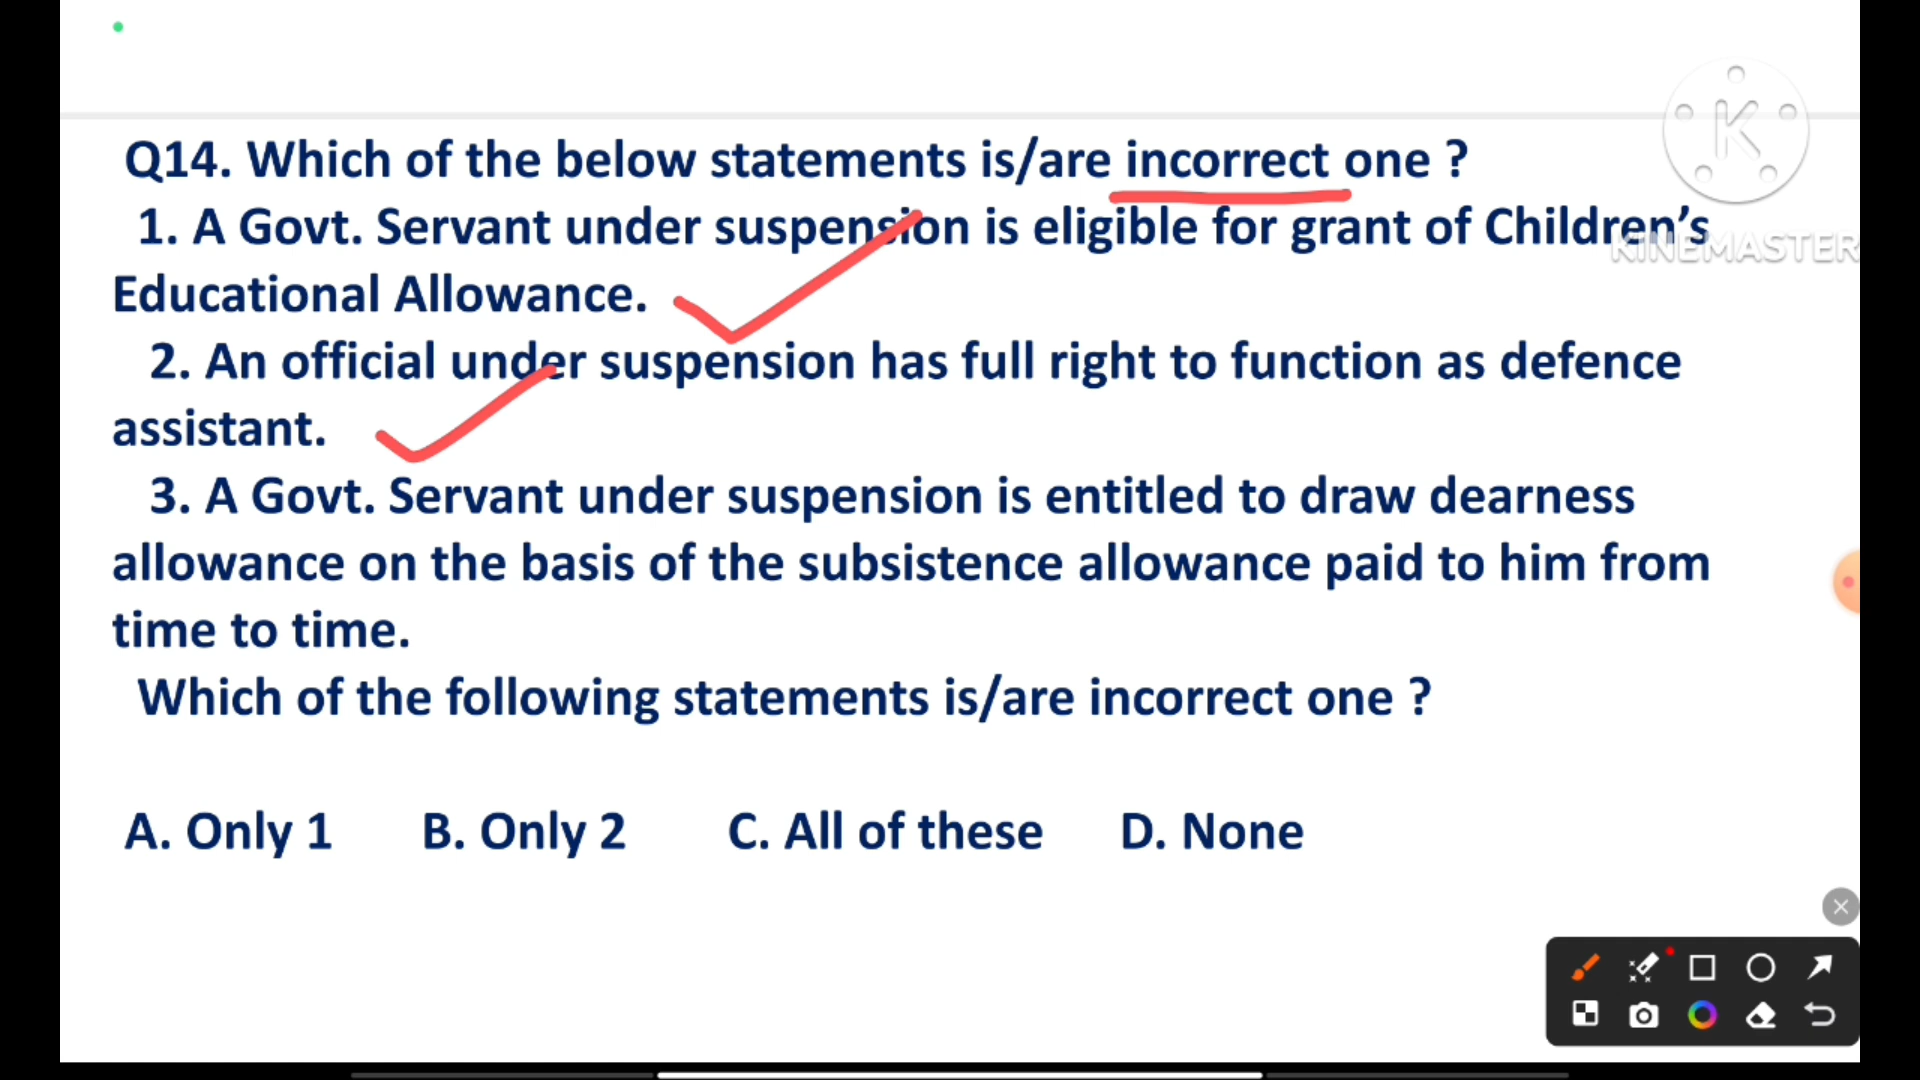 Q14. Which of the below statements is/are incorrect one ?
1. A Govt. Servant under suspension is eligible for grant of Children's
Educational Allowance.
2. An official under suspension has full right to function as defence
assistant.
3. A Govt. Servant under suspension is entitled to draw dearness
allowance on the basis of the subsistence allowance paid to him from
time to time.
Which of the following statements is/are incorrect one ?
A. Only 1 B. Only 2 C. All of these D. None
K
KINEMASTER